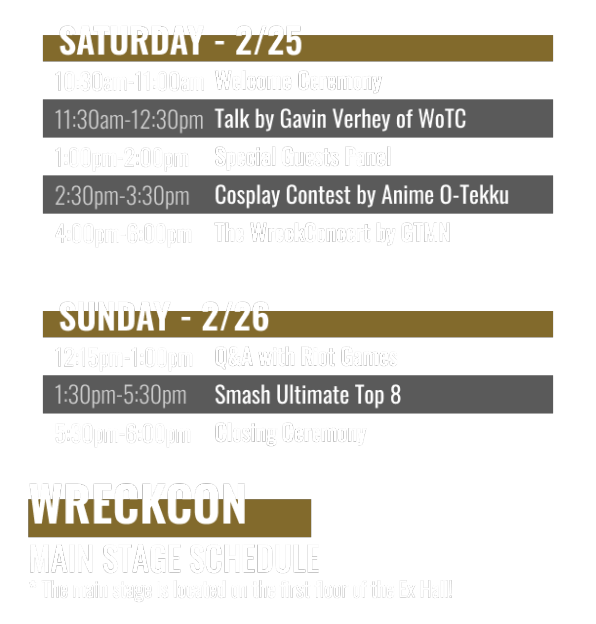 SATURDAY - 2/25
10:30am-11:00am Welcome Ceremony
11:30am-12:30pm Talk by Gavin Verhey of WoTC
1:00pm-2:00pm Special Guests Panel
2:30pm-3:30pm Cosplay Contest by Anime O-Tekku
4:00pm-6:00pm The WreckConcert by GTMN
SUNDAY - 2/26
12:15pm-1:00pm Q&A with Riot Games
1:30pm-5:30pm Smash Ultimate Top 8
5:30pm-6:00pm Closing Ceremony
WRECKCON
MAIN STAGE SCHEDULE
* The main stage is located on the first floor of the Ex Hall!